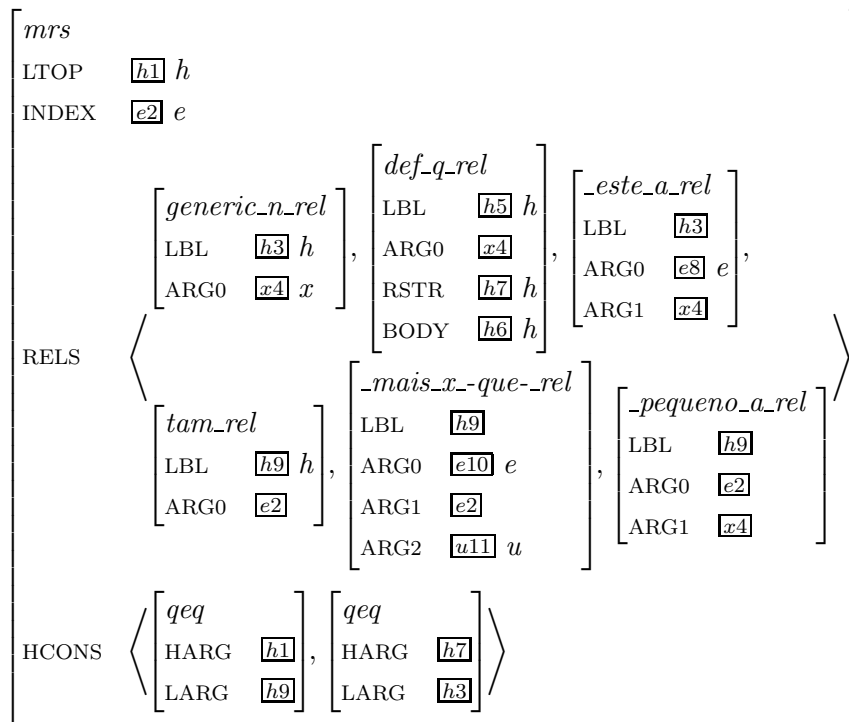 mrs
LTOP h1 h
INDEX e2 e
RELS
generic_n_rel
LBL h3 h
ARG0 x4 x
,
def_q_rel
LBL h5 h
ARG0 x4
RSTR h7 h
BODY h6 h
,
_este_a_rel
LBL h3
ARG0 e8 e
ARG1 x4
,
tam_rel
LBL h9 h
ARG0 e2
,
_mais_x_-que-_rel
LBL h9
ARG0 e10 e
ARG1 e2
ARG2 u11 u
,
_pequeno_a_rel
LBL h9
ARG0 e2
ARG1 x4
HCONS
qeq
HARG h1
LARG h9
,
qeq
HARG h7
LARG h3